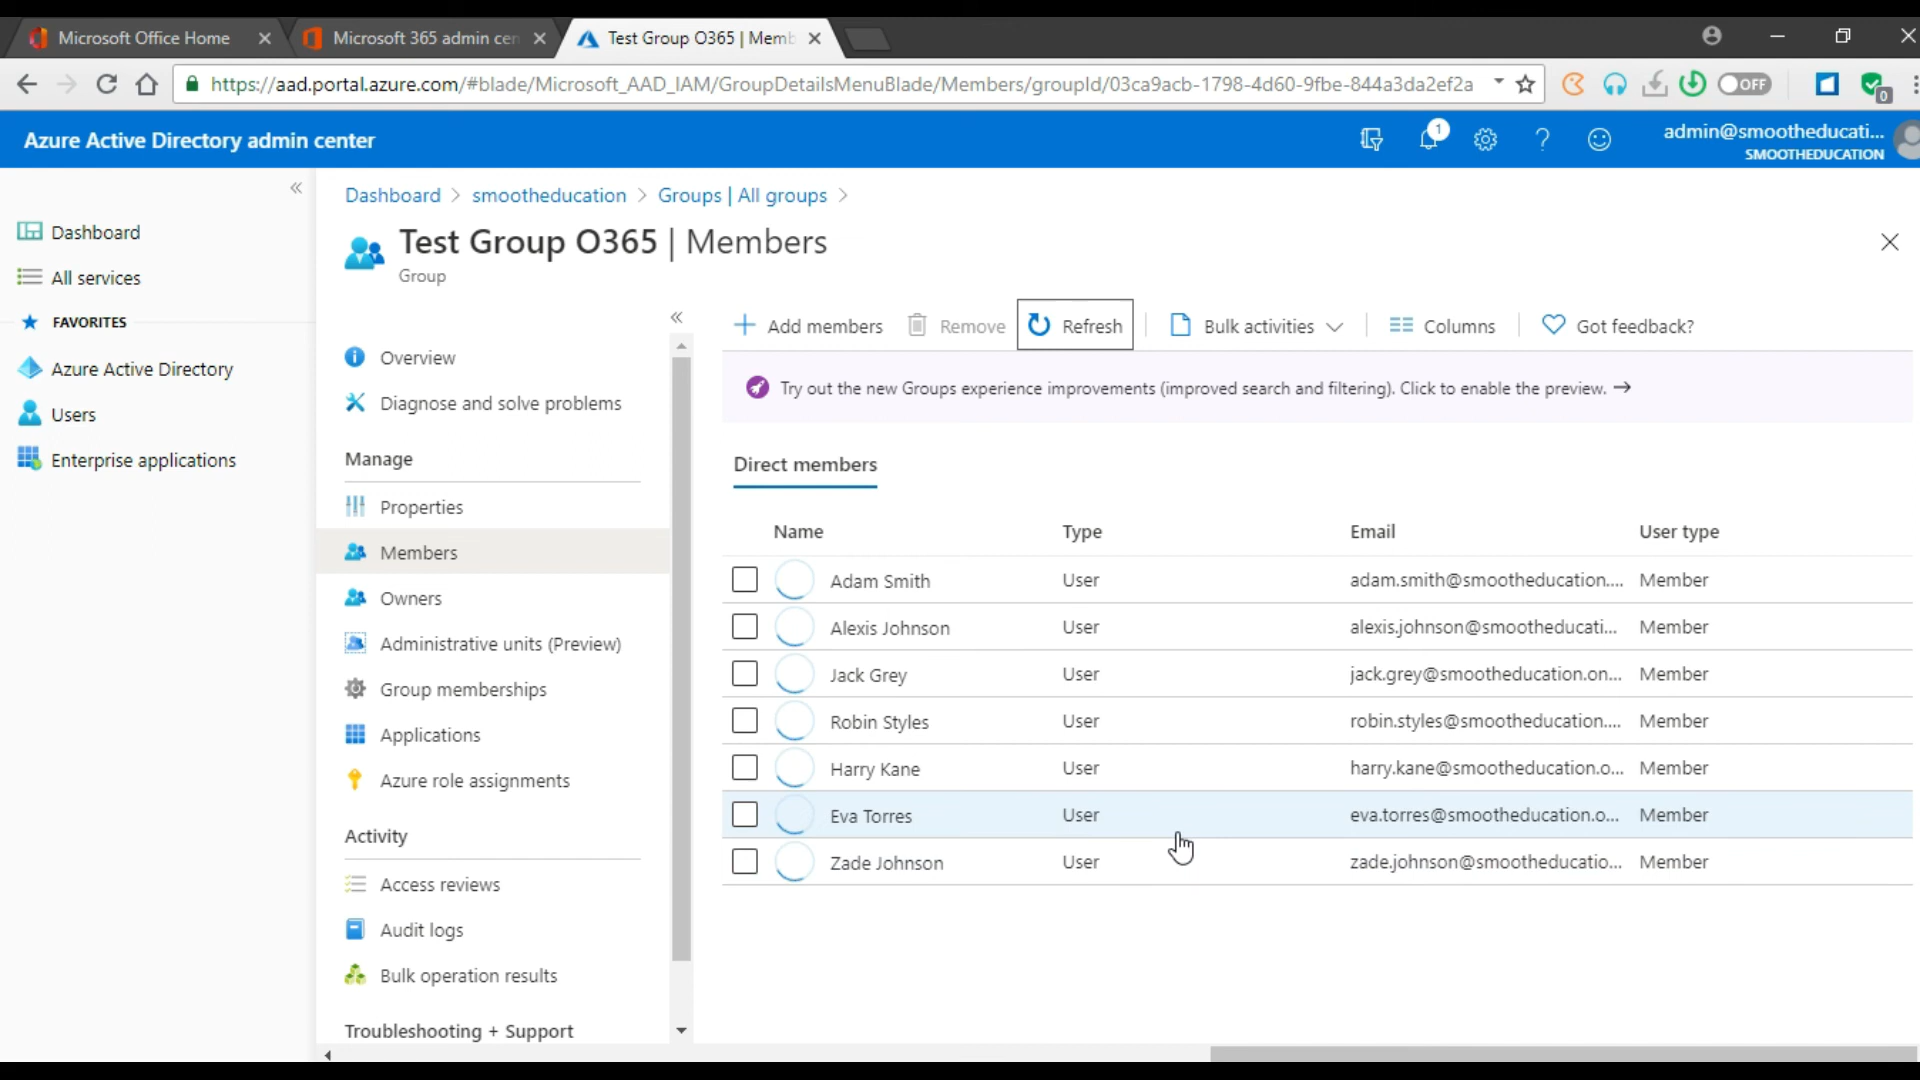 Microsoft Office Home
Microsoft 365 admin cen
Test Group O365 | Memb
https://aad.portal.azure.com/#blade/Microsoft_AAD_IAM/GroupDetailsMenuBlade/Members/groupId/03ca9acb-1798-4d60-9fbe-844a3da2ef2a
OFF
0
Azure Active Directory admin center
1
admin@smootheducati...
SMOOTHEDUCATION
Dashboard
All services
FAVORITES
Azure Active Directory
Users
Enterprise applications
Dashboard > smootheducation > Groups | All groups >
Test Group O365 | Members
Group
Overview
Diagnose and solve problems
Manage
Properties
Members
Owners
Administrative units (Preview)
Group memberships
Applications
Azure role assignments
Activity
Access reviews
Audit logs
Bulk operation results
Troubleshooting + Support
Add members Remove Refresh Bulk activities Columns Got feedback?
Try out the new Groups experience improvements (improved search and filtering). Click to enable the preview. →
Direct members
Name Type Email User type
Adam Smith User adam.smith@smootheducation.... Member
Alexis Johnson User alexis.johnson@smootheducati... Member
Jack Grey User jack.grey@smootheducation.on... Member
Robin Styles User robin.styles@smootheducation.... Member
Harry Kane User harry.kane@smootheducation.o... Member
Eva Torres User eva.torres@smootheducation.o... Member
Zade Johnson User zade.johnson@smootheducatio... Member